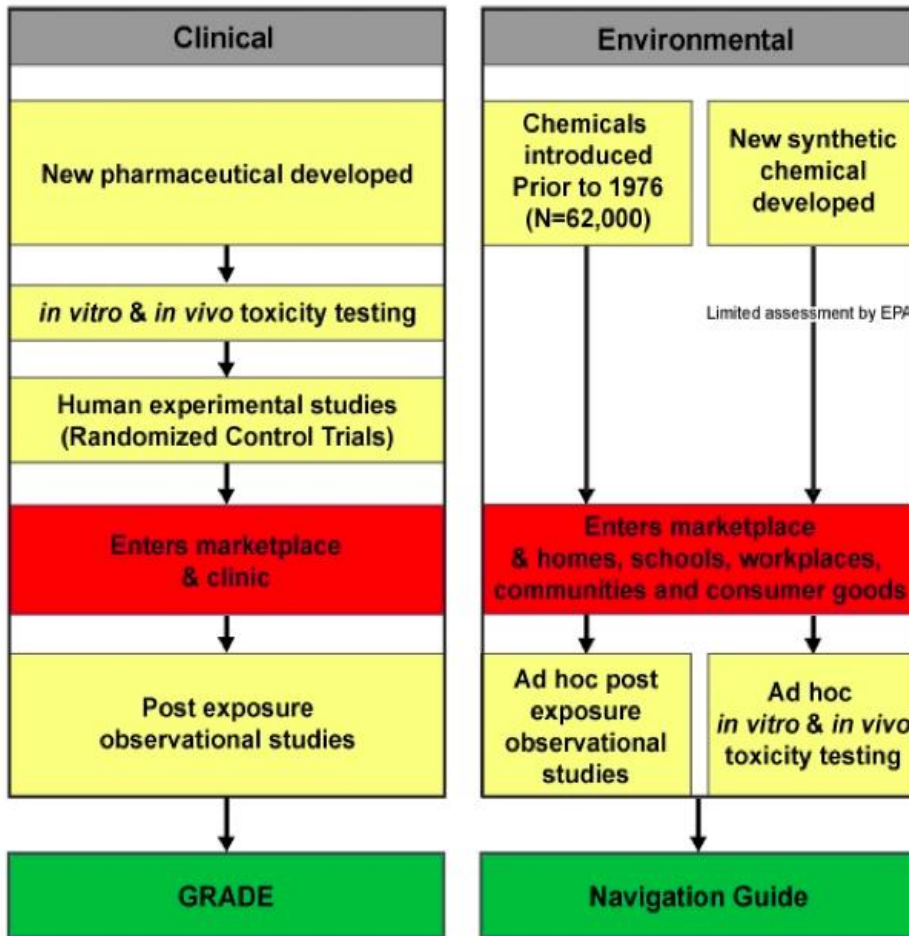 Clinical
New pharmaceutical developed
in vitro & in vivo toxicity testing
Human experimental studies
(Randomized Control Trials)
Enters marketplace
& clinic
Post exposure
observational studies
GRADE
Environmental
Chemicals
introduced
Prior to 1976
(N=62,000)
New synthetic
chemical
developed
Limited assessment by EPA
Enters marketplace
& homes, schools, workplaces,
communities and consumer goods
Ad hoc post
exposure
observational
studies
Ad hoc
in vitro & in vivo
toxicity testing
Navigation Guide